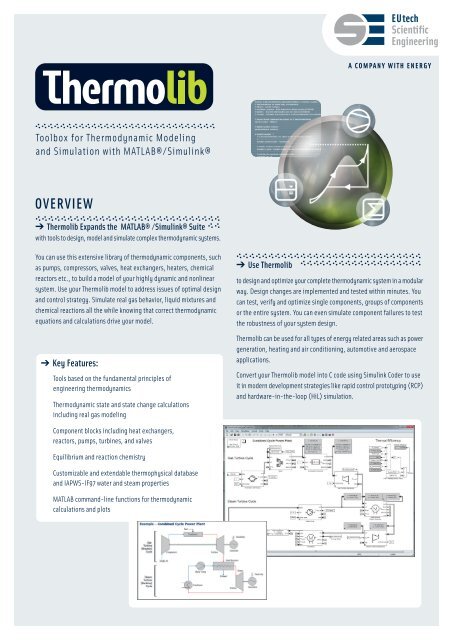 EUtech
Scientific
Engineering
A COMPANY WITH ENERGY
Thermolib
Toolbox for Thermodynamic Modeling
and Simulation with MATLAB®/Simulink®
OVERVIEW
➔ Thermolib Expands the MATLAB® /Simulink® Suite
with tools to design, model and simulate complex thermodynamic systems.
You can use this extensive library of thermodynamic components, such
as pumps, compressors, valves, heat exchangers, heaters, chemical
reactors etc., to build a model of your highly dynamic and nonlinear
system. Use your Thermolib model to address issues of optimal design
and control strategy. Simulate real gas behavior, liquid mixtures and
chemical reactions all the while knowing that correct thermodynamic
equations and calculations drive your model.
➔ Key Features:
Tools based on the fundamental principles of
engineering thermodynamics
Thermodynamic state and state change calculations
including real gas modeling
Component blocks including heat exchangers,
reactors, pumps, turbines, and valves
Equilibrium and reaction chemistry
Customizable and extendable thermophysical database
and IAPWS-IF97 water and steam properties
MATLAB command-line functions for thermodynamic
calculations and plots
➔ Use Thermolib
to design and optimize your complete thermodynamic system in a modular
way. Design changes are implemented and tested within minutes. You
can test, verify and optimize single components, groups of components
or the entire system. You can even simulate component failures to test
the robustness of your system design.
Thermolib can be used for all types of energy related areas such as power
generation, heating and air conditioning, automotive and aerospace
applications.
Convert your Thermolib model into C code using Simulink Coder to use
it in modern development strategies like rapid control prototyping (RCP)
and hardware-in-the-loop (HiL) simulation.
Combined Cycle Power Plant
Thermal Efficiency
Gas Turbine Cycle
Steam Turbine Cycle
Example - Combined Cycle Power Plant
Gas
Turbine
(Brayton)
Cycle
Steam
Turbine
(Rankine)
Cycle